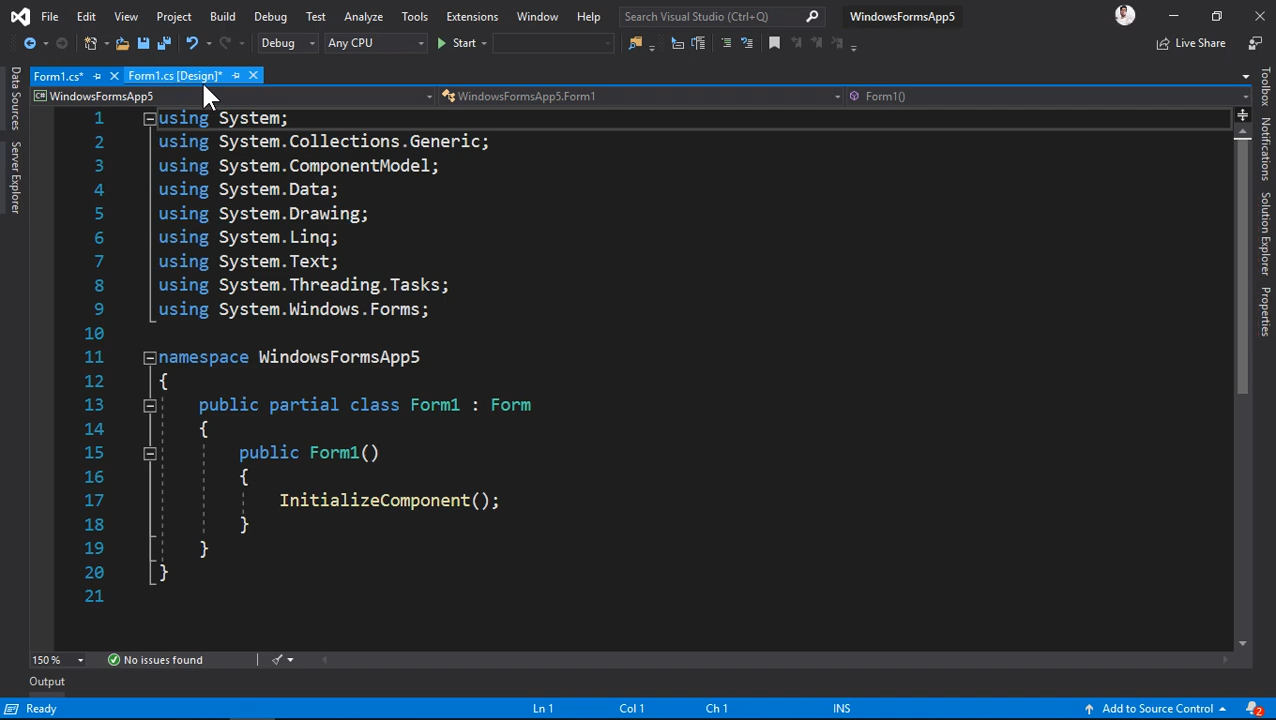 File Edit View Project Build Debug Test Analyze Tools Extensions Window Help Search Visual Studio (Ctrl+Q) WindowsFormsApp5
Debug Any CPU Start Live Share
Form1.cs* Form1.cs [Design]*
WindowsFormsApp5 WindowsFormsApp5.Form1 Form1()
Data Sources
Server Explorer
1 using System;
2 using System.Collections.Generic;
3 using System.ComponentModel;
4 using System.Data;
5 using System.Drawing;
6 using System.Linq;
7 using System.Text;
8 using System.Threading.Tasks;
9 using System.Windows.Forms;
10
11 namespace WindowsFormsApp5
12 {
13 public partial class Form1 : Form
14 {
15 public Form1()
16 {
17 InitializeComponent();
18 }
19 }
20 }
21
Toolbox
Notifications
Solution Explorer
Properties
150 % No issues found
Output
Ready Ln 1 Col 1 Ch 1 INS Add to Source Control 2